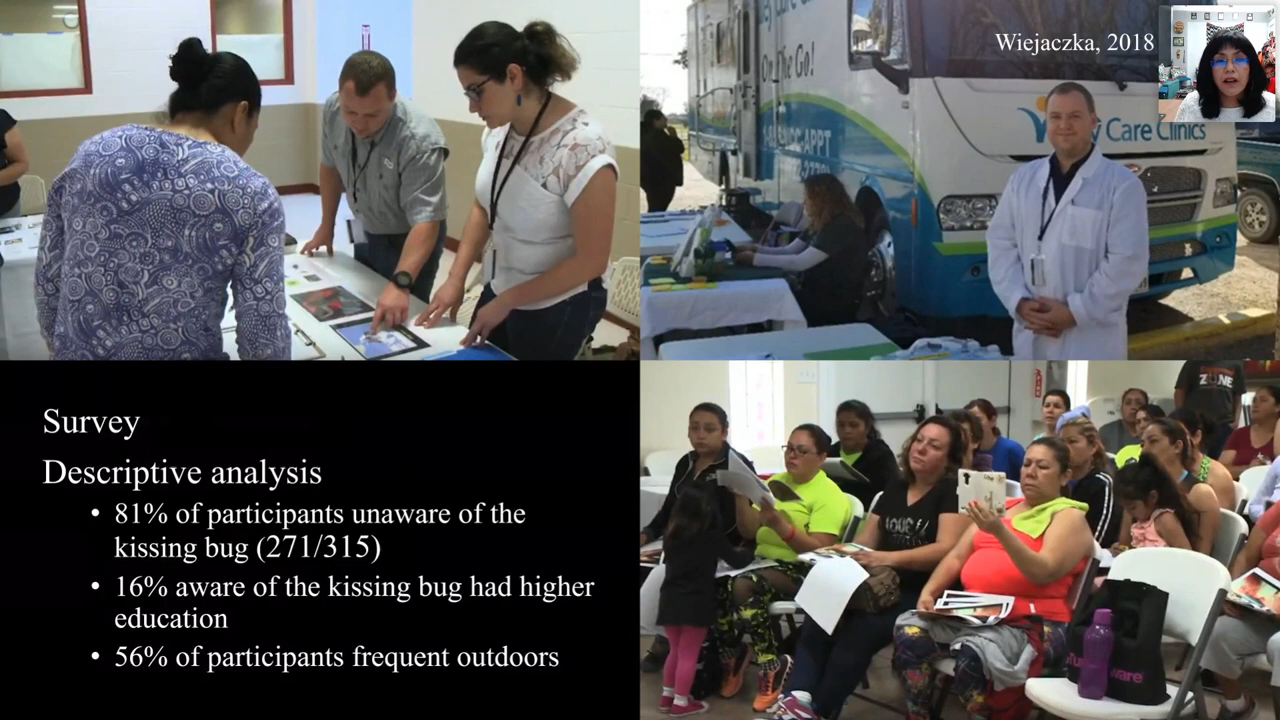 Wiejaczka, 2018
On The Go!
Care Clinics
Survey
Descriptive analysis
• 81% of participants unaware of the
kissing bug (271/315)
• 16% aware of the kissing bug had higher
education
• 56% of participants frequent outdoors
ZONE